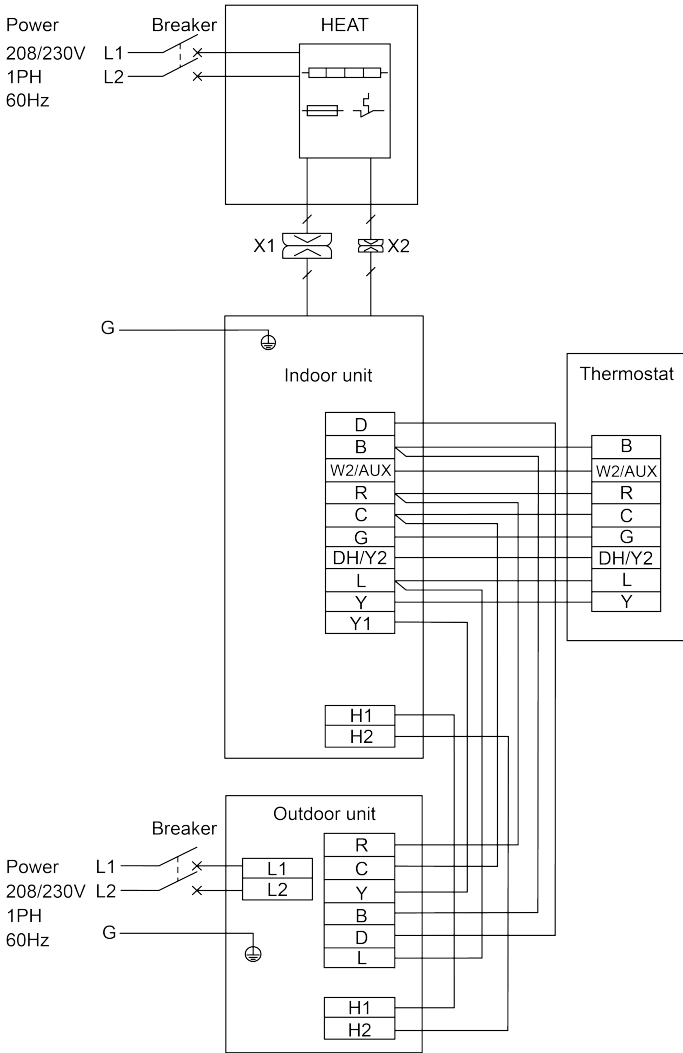 Power Breaker HEAT
208/230V L1
1PH L2
60Hz
X1 X2
G
Indoor unit
Thermostat
D
B B
W2/AUX W2/AUX
R R
C C
G G
DH/Y2 DH/Y2
L L
Y Y
Y1
H1
H2
Outdoor unit
Breaker
R
Power L1 L1 C
208/230V L2 L2 Y
1PH B
60Hz G D
L
H1
H2